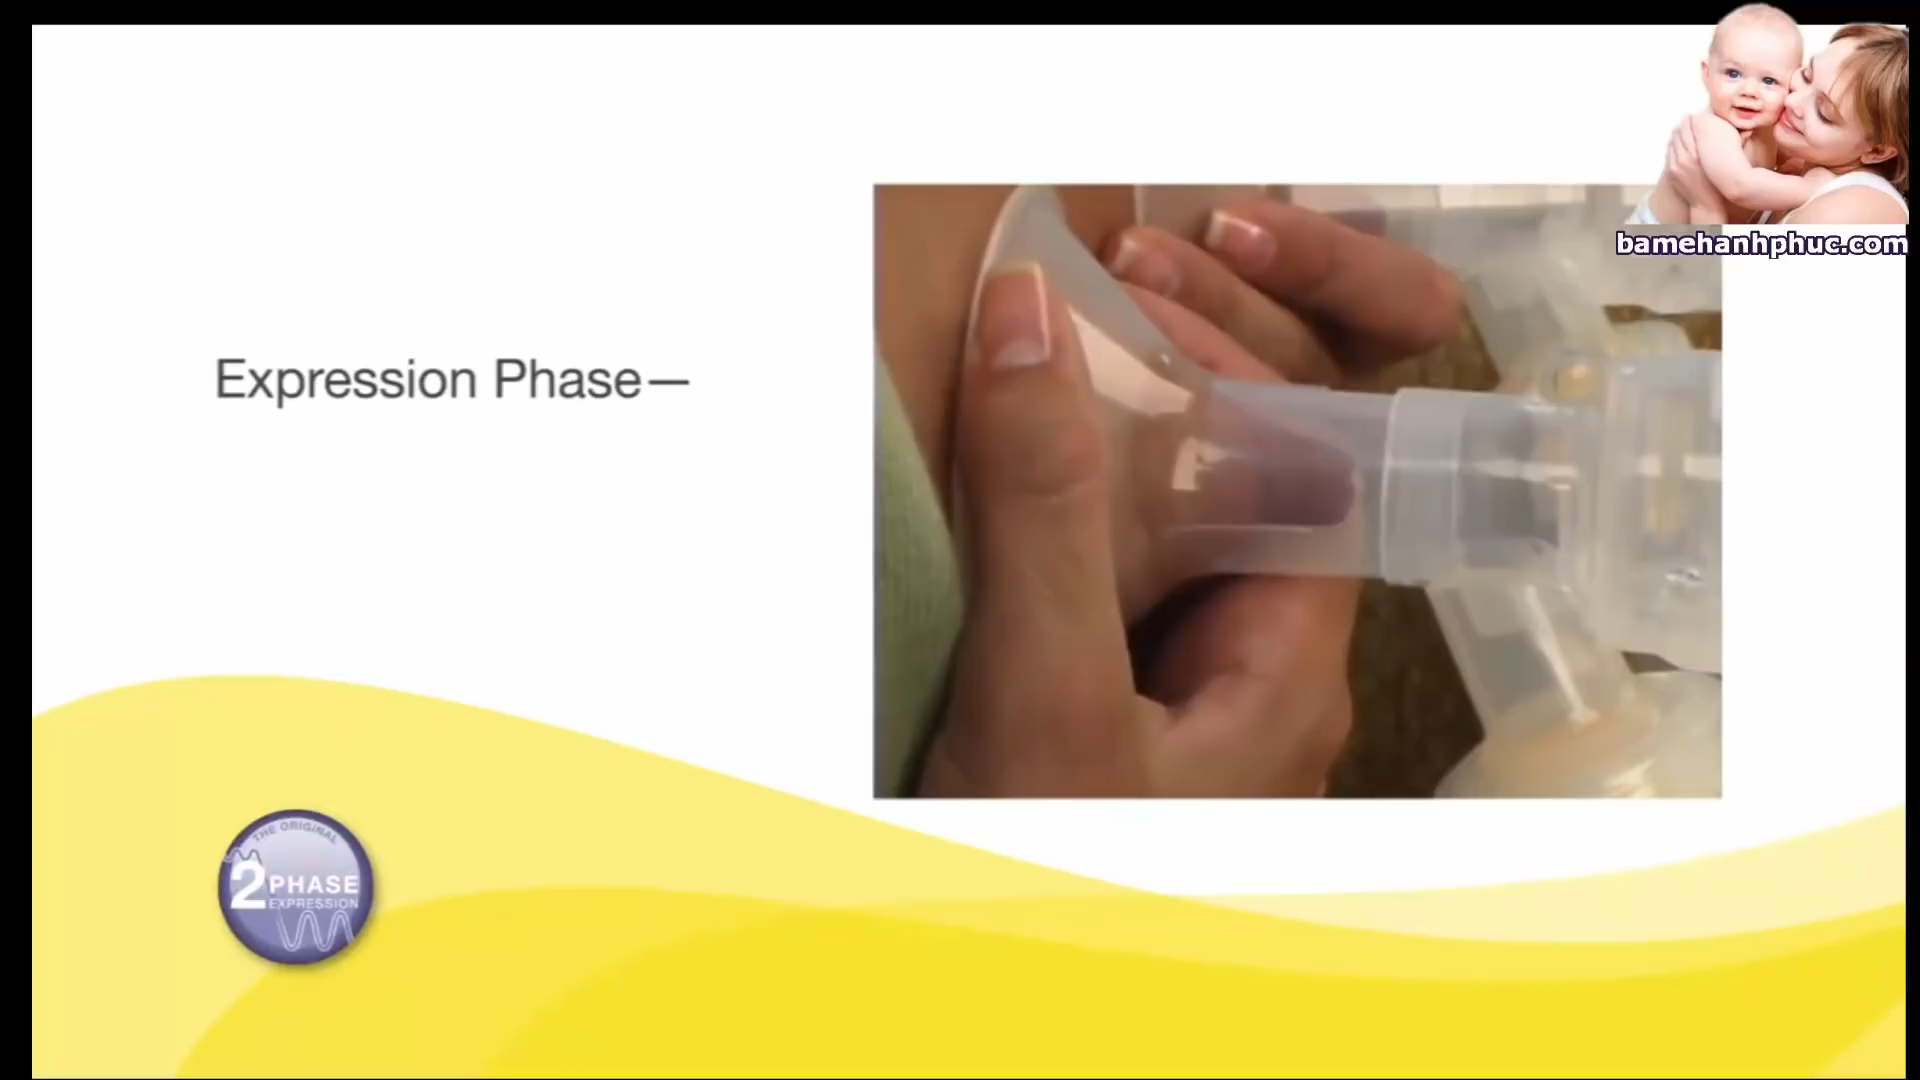 bamehanhphuc.com
Expression Phase—
THE ORIGINAL
2 PHASE
EXPRESSION